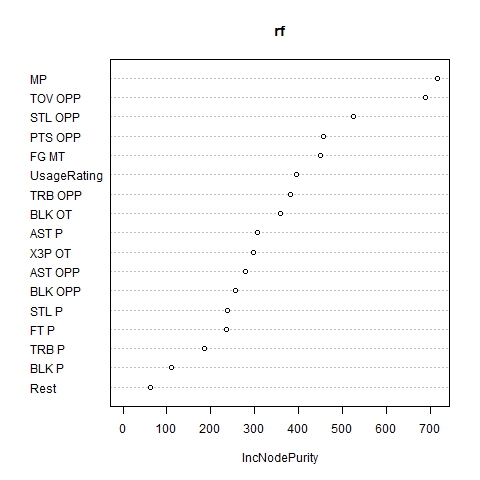 rf
MP
TOV OPP
STL OPP
PTS OPP
FG MT
UsageRating
TRB OPP
BLK OT
AST P
X3P OT
AST OPP
BLK OPP
STL P
FT P
TRB P
BLK P
Rest
0 100 200 300 400 500 600 700
IncNodePurity